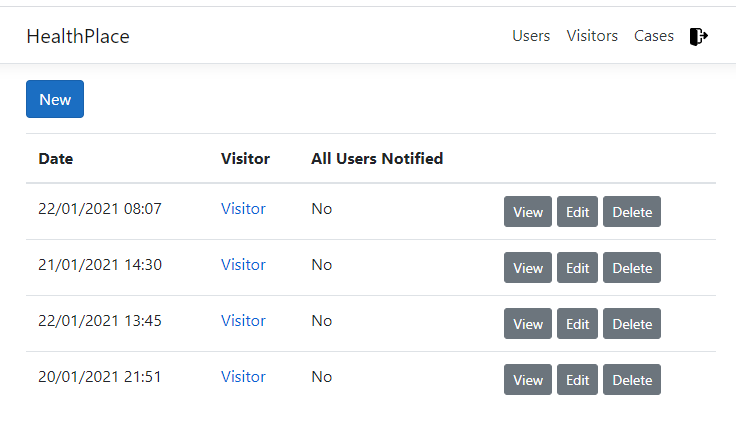 HealthPlace Users Visitors Cases
New
Date Visitor All Users Notified
22/01/2021 08:07 Visitor No View Edit Delete
21/01/2021 14:30 Visitor No View Edit Delete
22/01/2021 13:45 Visitor No View Edit Delete
20/01/2021 21:51 Visitor No View Edit Delete